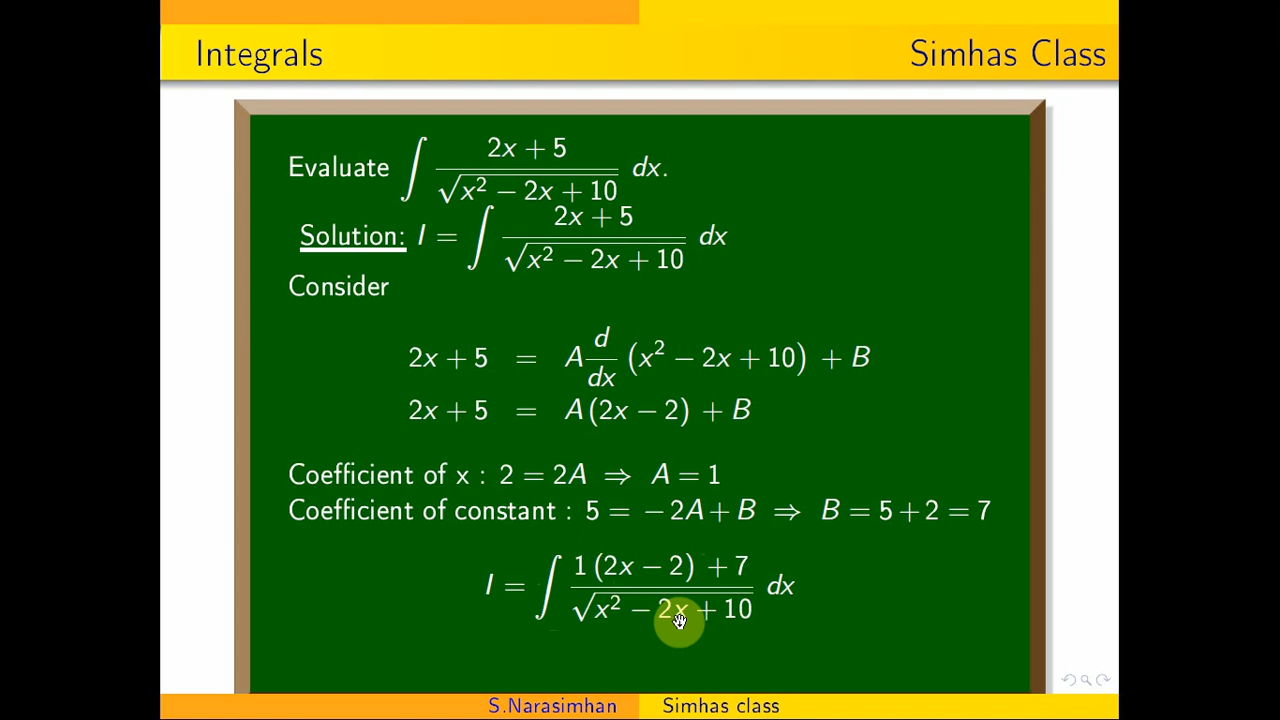 Integrals Simhas Class
Evaluate ∫ (2x + 5)/√(x² − 2x + 10) dx.
Solution: I = ∫ (2x + 5)/√(x² − 2x + 10) dx
Consider
2x + 5 = A d/dx (x² − 2x + 10) + B
2x + 5 = A(2x − 2) + B
Coefficient of x : 2 = 2A ⇒ A = 1
Coefficient of constant : 5 = −2A + B ⇒ B = 5 + 2 = 7
I = ∫ (1(2x − 2) + 7)/√(x² − 2x + 10) dx
S.Narasimhan Simhas class